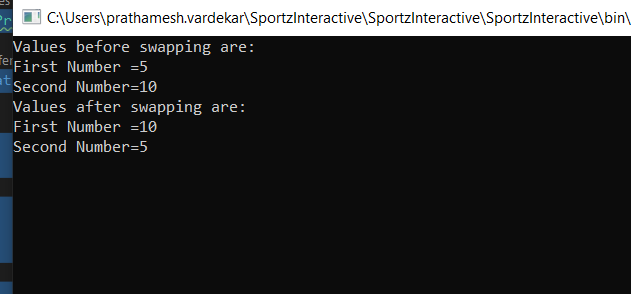 C:\Users\prathamesh.vardekar\SportzInteractive\SportzInteractive\SportzInteractive\bin\
Values before swapping are:
First Number =5
Second Number=10
Values after swapping are:
First Number =10
Second Number=5